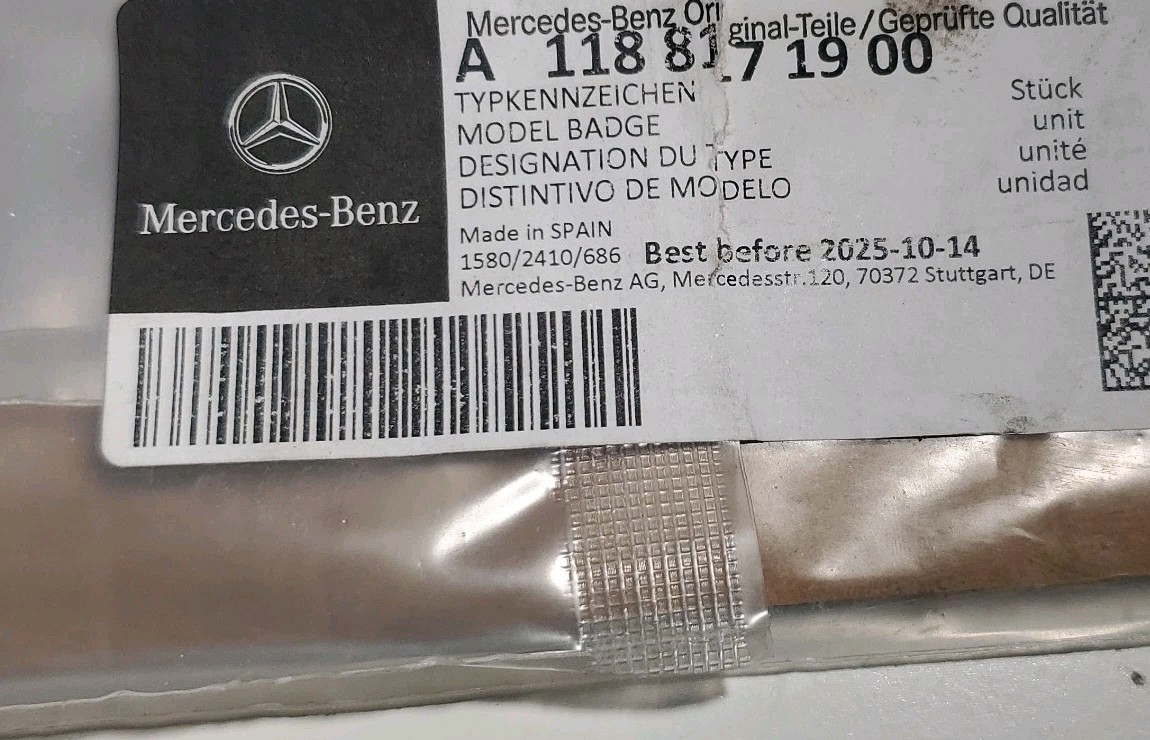 Mercedes-Benz Original-Teile/Geprüfte Qualität
A 118 817 19 00
TYPKENNZEICHEN Stück
MODEL BADGE unit
DESIGNATION DU TYPE unité
DISTINTIVO DE MODELO unidad
Mercedes-Benz
Made in SPAIN
1580/2410/686 Best before 2025-10-14
Mercedes-Benz AG, Mercedesstr.120, 70372 Stuttgart, DE